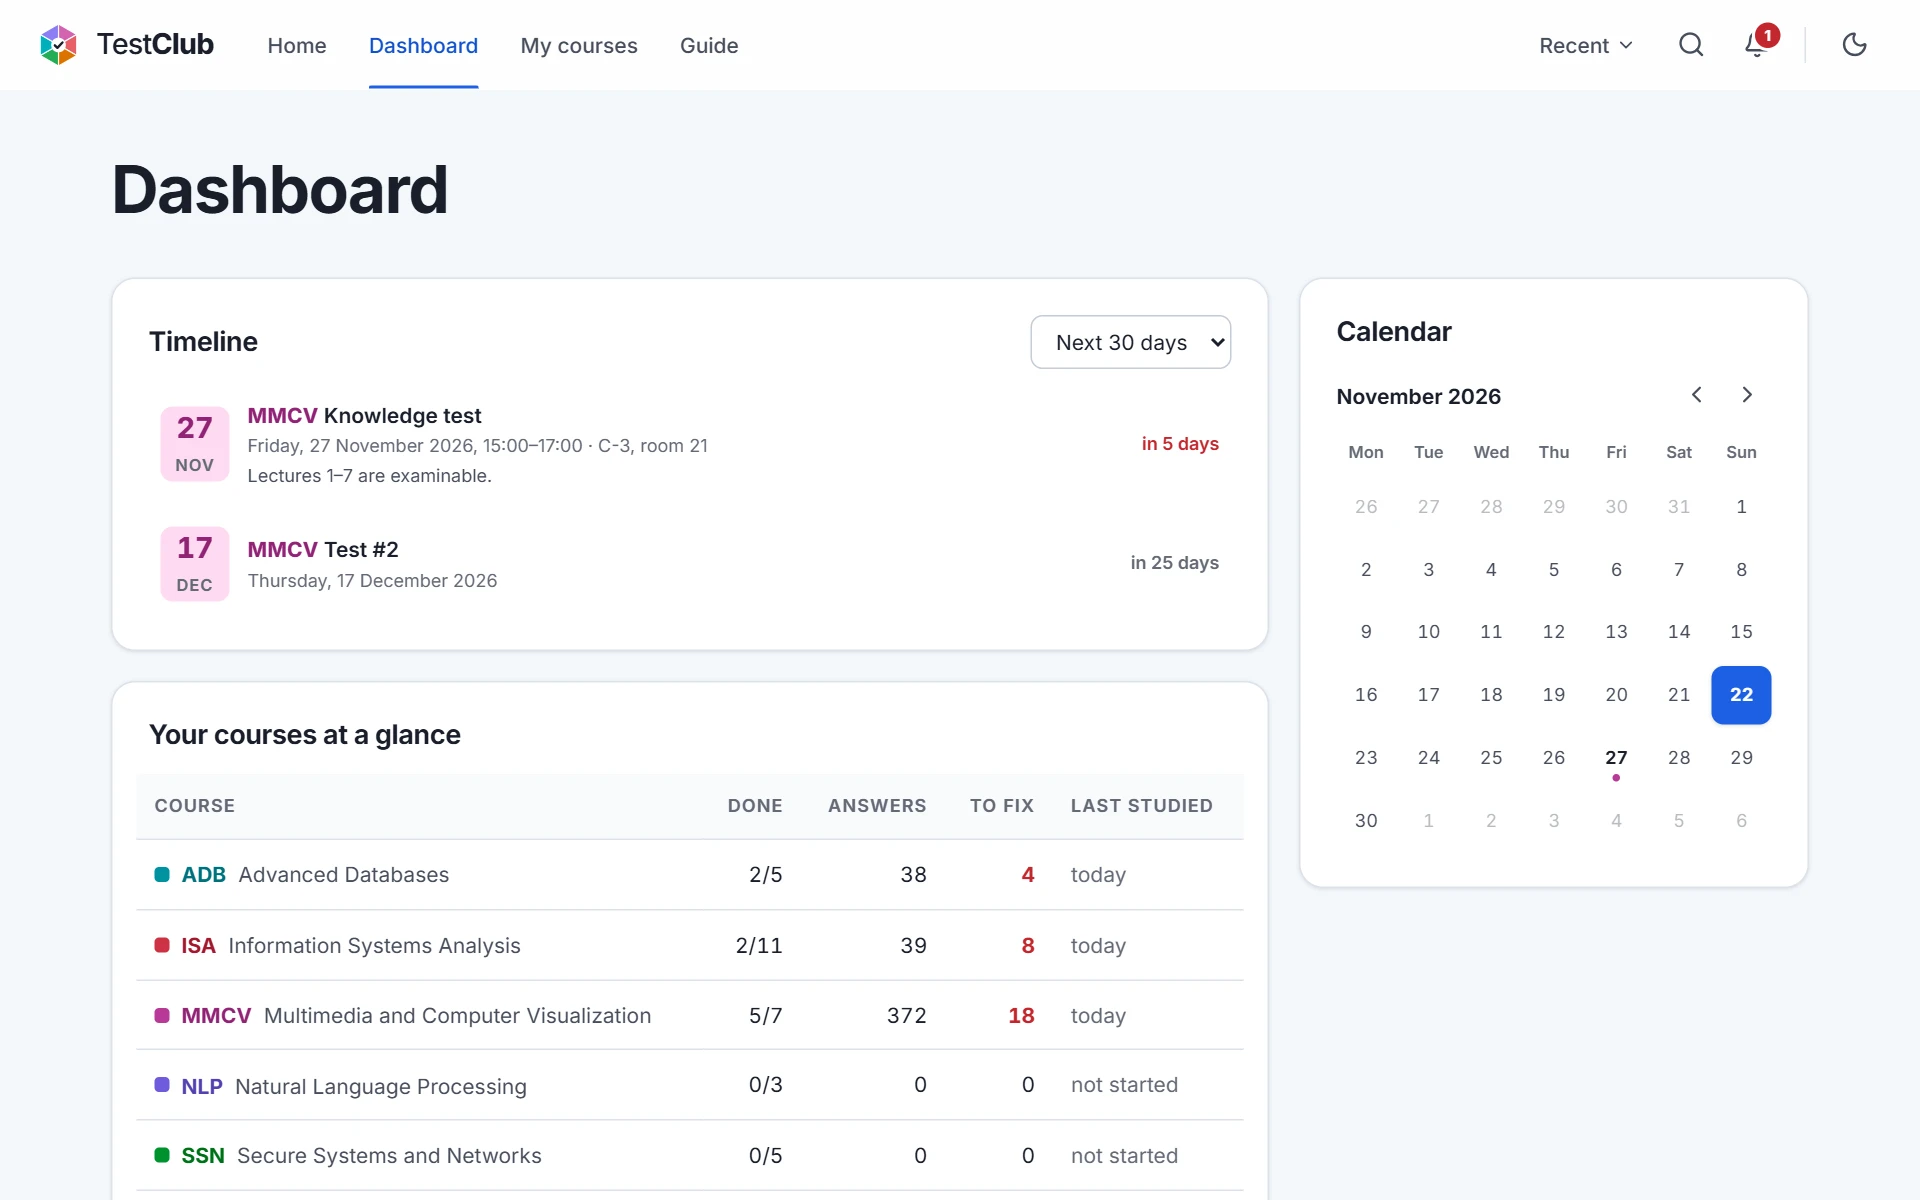 TestClub Home Dashboard My courses Guide Recent 1
Dashboard
Timeline Next 30 days
27 NOV
MMCV Knowledge test
Friday, 27 November 2026, 15:00–17:00 · C-3, room 21
Lectures 1–7 are examinable.
in 5 days
17 DEC
MMCV Test #2
Thursday, 17 December 2026
in 25 days
Your courses at a glance
COURSE DONE ANSWERS TO FIX LAST STUDIED
ADB Advanced Databases 2/5 38 4 today
ISA Information Systems Analysis 2/11 39 8 today
MMCV Multimedia and Computer Visualization 5/7 372 18 today
NLP Natural Language Processing 0/3 0 0 not started
SSN Secure Systems and Networks 0/5 0 0 not started
Calendar
November 2026
Mon Tue Wed Thu Fri Sat Sun
26 27 28 29 30 31 1
2 3 4 5 6 7 8
9 10 11 12 13 14 15
16 17 18 19 20 21 22
23 24 25 26 27 28 29
30 1 2 3 4 5 6